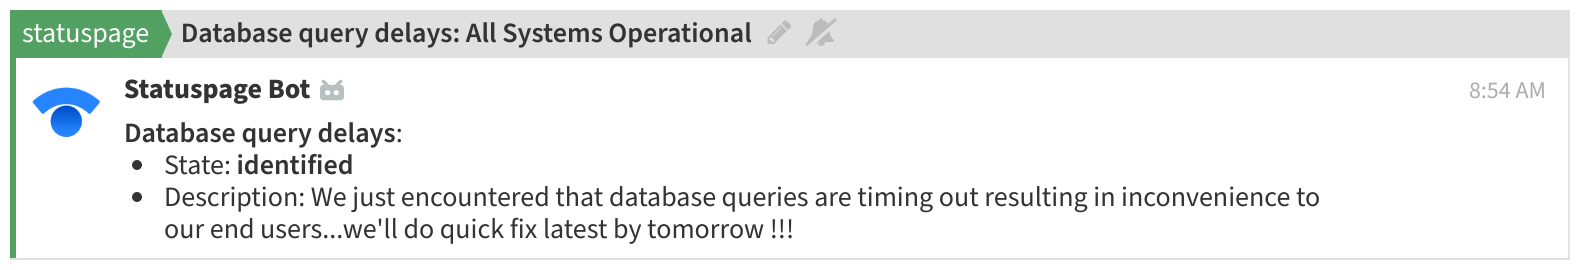 statuspage Database query delays: All Systems Operational
Statuspage Bot 8:54 AM
Database query delays:
• State: identified
• Description: We just encountered that database queries are timing out resulting in inconvenience to
our end users...we'll do quick fix latest by tomorrow !!!